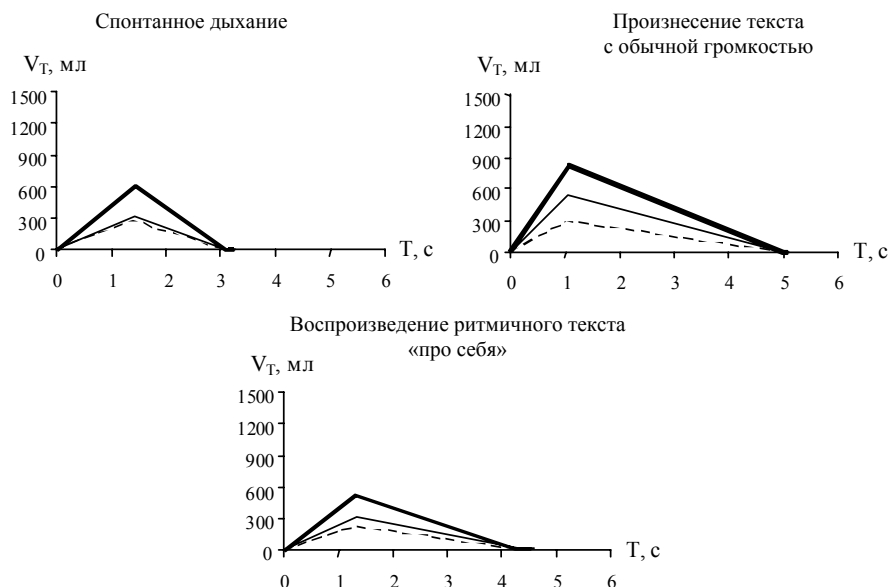 Спонтанное дыхание
V_T, мл
1500
1200
900
600
300
0
0 1 2 3 4 5 6
T, с
Произнесение текста
с обычной громкостью
V_T, мл
1500
1200
900
600
300
0
0 1 2 3 4 5 6
T, с
Воспроизведение ритмичного текста
«про себя»
V_T, мл
1500
1200
900
600
300
0
0 1 2 3 4 5 6
T, с